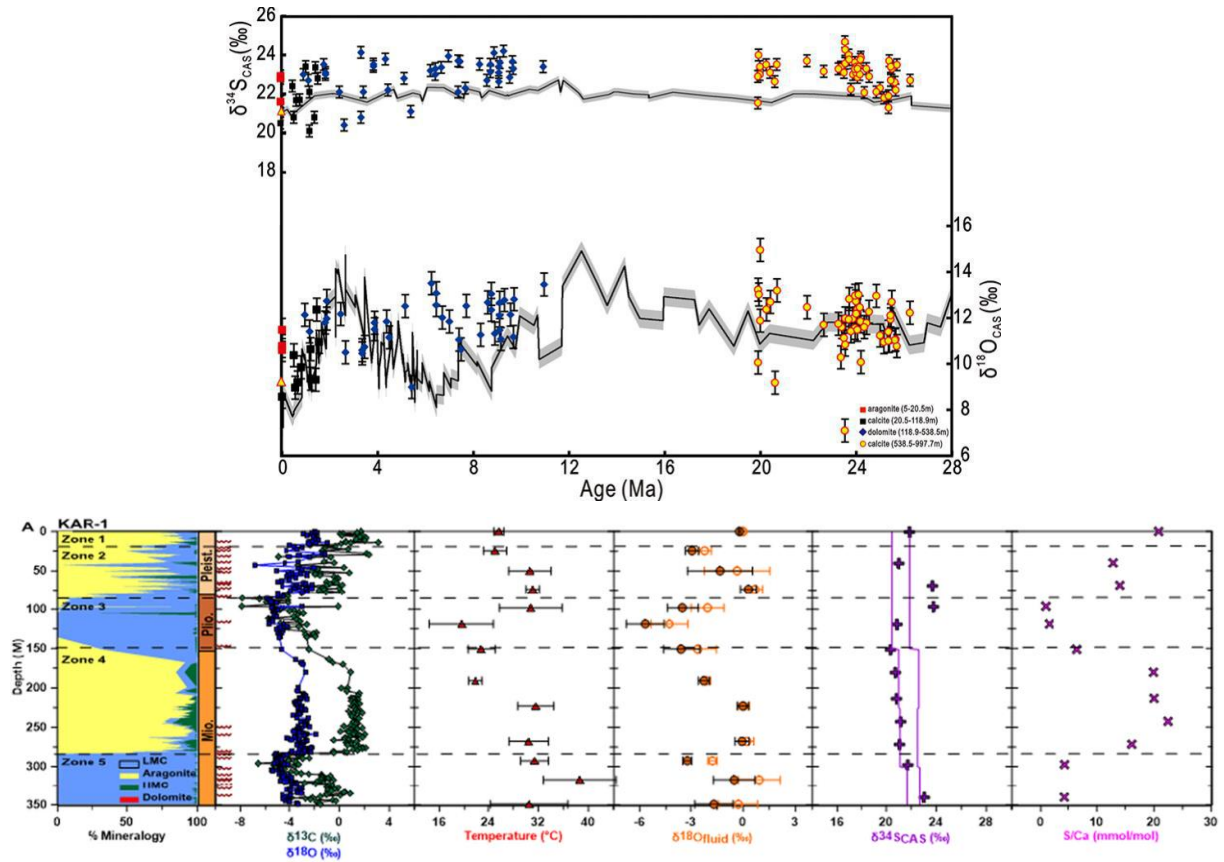 26
24
22
20
18
δ³⁴S_CAS(‰)
16
14
12
10
8
6
δ¹⁸O_CAS(‰)
aragonite (5-20.5m)
calcite (20.5-118.9m)
dolomite (118.9-538.5m)
calcite (538.5-997.7m)
0 4 8 12 16 20 24 28
Age (Ma)
A KAR-1
0
50
100
150
200
250
300
350
Depth (M)
Zone 1
Zone 2
Zone 3
Zone 4
Zone 5
LMC
Aragonite
HMC
Dolomite
Pleist.
Plio.
Mio.
0 50 100
% Mineralogy
-8 -4 0 4
δ13C (‰)
δ18O (‰)
16 24 32 40
Temperature (°C)
-6 -3 0 3
δ18Ofluid (‰)
16 20 24 28
δ34SCAS (‰)
0 10 20 30
S/Ca (mmol/mol)